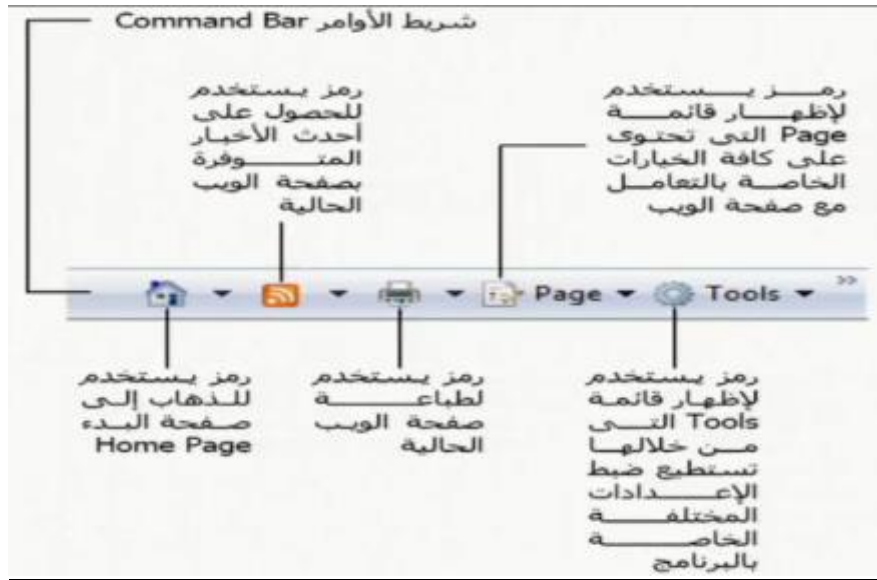 شريط الأوامر Command Bar
رمز يستخدم
لإظهار قائمة
Page التى تحتوى
على كافة الخيارات
الخاصة بالتعامل
مع صفحة الويب
رمز يستخدم
للحصول على
أحدث الأخبار
المتوفرة
بصفحة الويب
الحالية
Page Tools »
رمز يستخدم
للذهاب إلى
صفحة البدء
Home Page
رمز يستخدم
لطباعة
صفحة الويب
الحالية
رمز يستخدم
لإظهار قائمة
Tools التى
من خلالها
تستطيع ضبط
الإعدادات
المختلفة
الخاصة
بالبرنامج